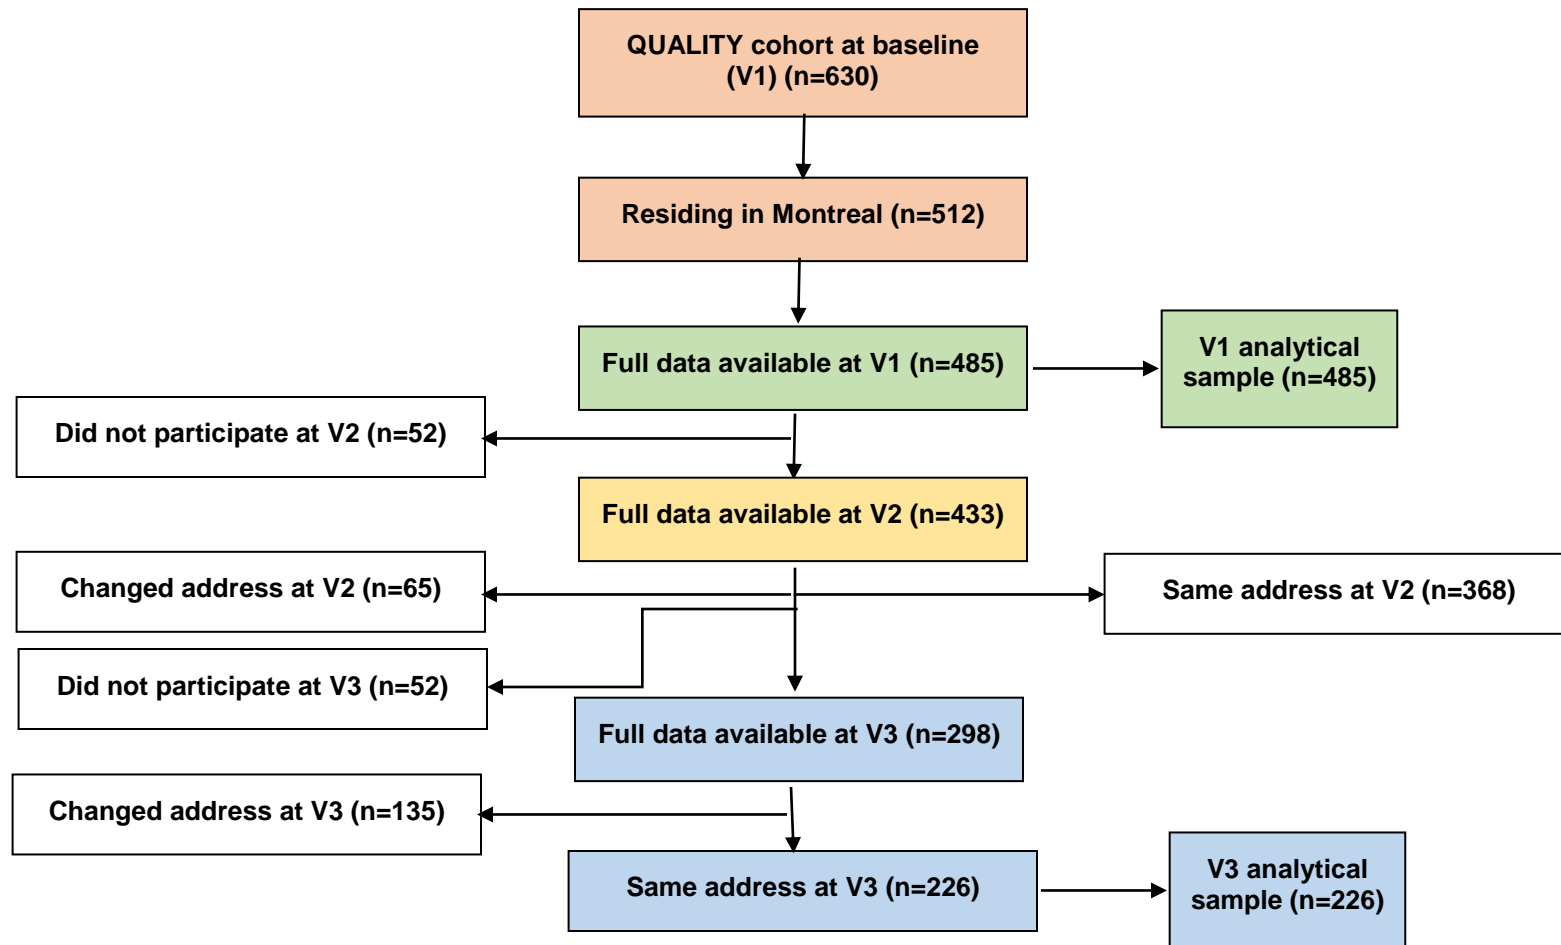 QUALITY cohort at baseline
(V1) (n=630)
Residing in Montreal (n=512)
Full data available at V1 (n=485)
V1 analytical
sample (n=485)
Did not participate at V2 (n=52)
Full data available at V2 (n=433)
Changed address at V2 (n=65)
Same address at V2 (n=368)
Did not participate at V3 (n=52)
Full data available at V3 (n=298)
Changed address at V3 (n=135)
Same address at V3 (n=226)
V3 analytical
sample (n=226)